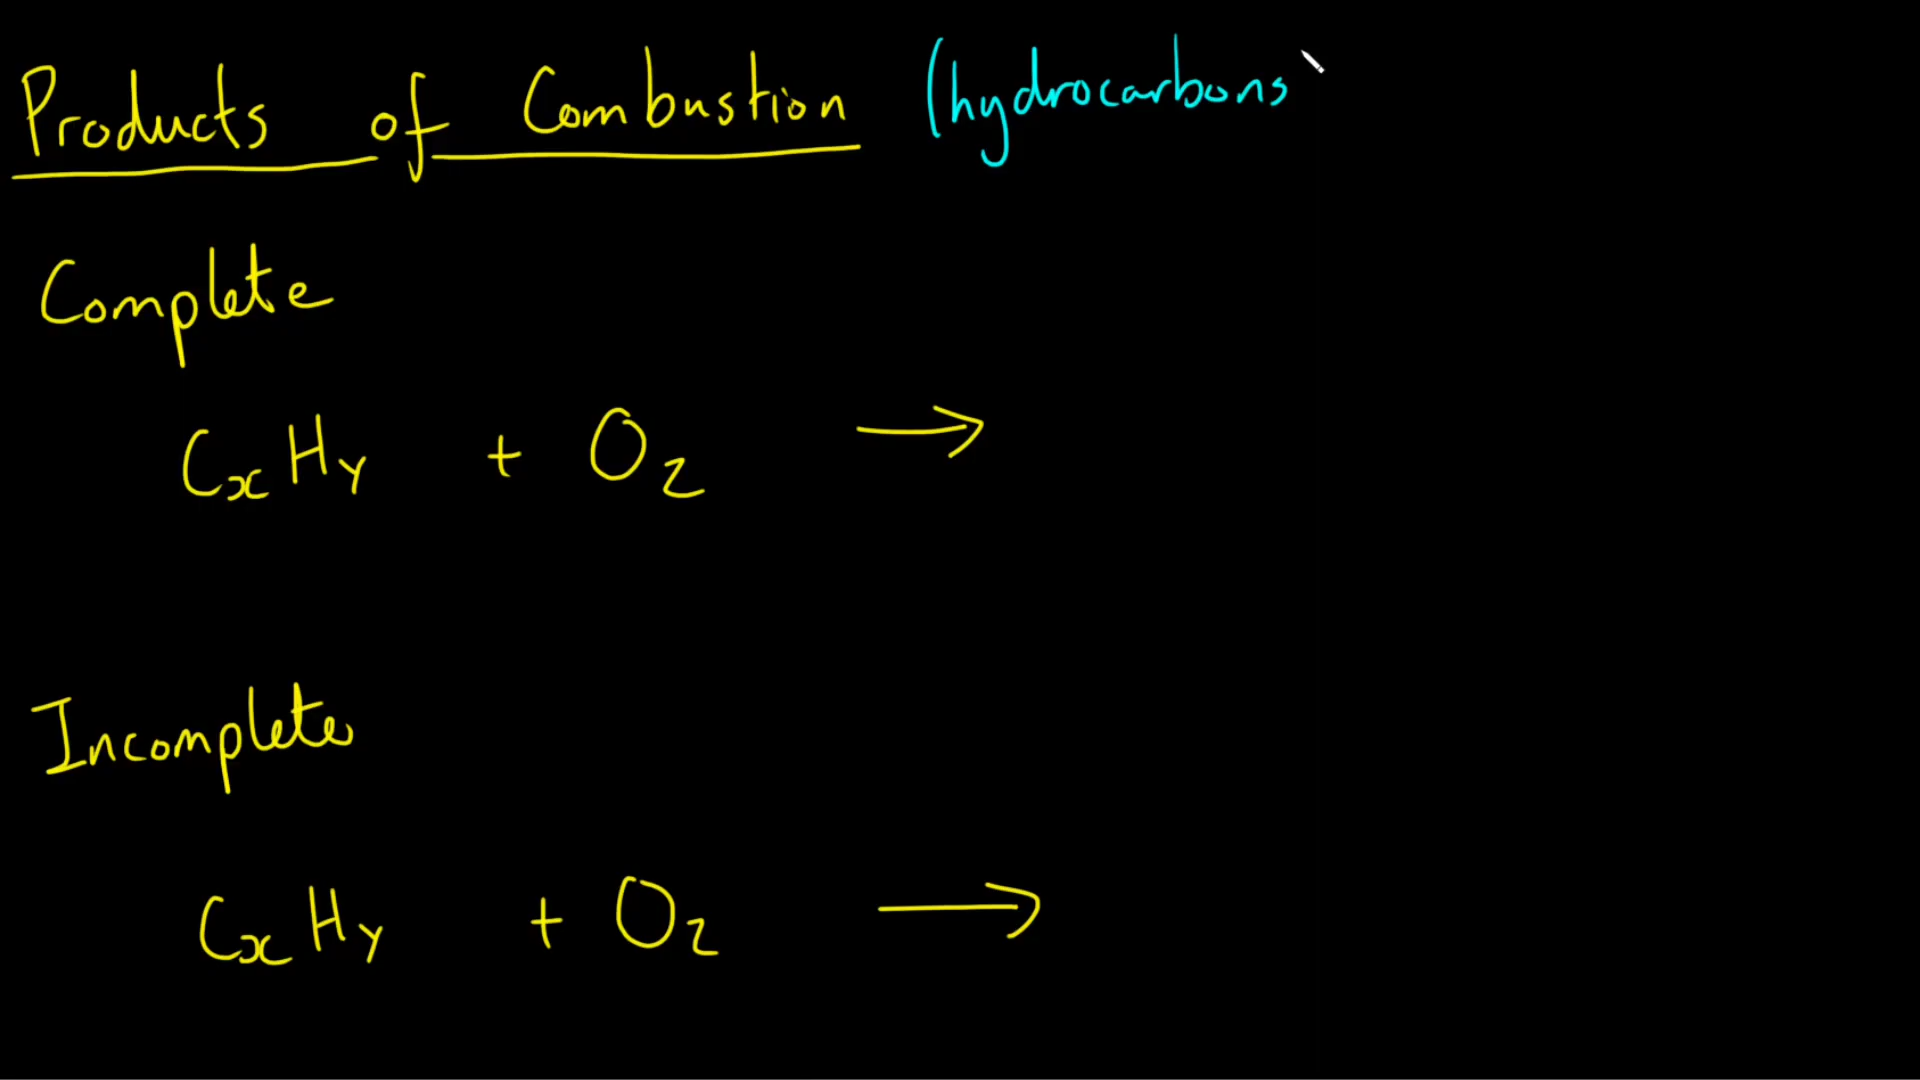 Products of Combustion (hydrocarbons
Complete
CxHy + O2 →
Incomplete
CxHy + O2 →